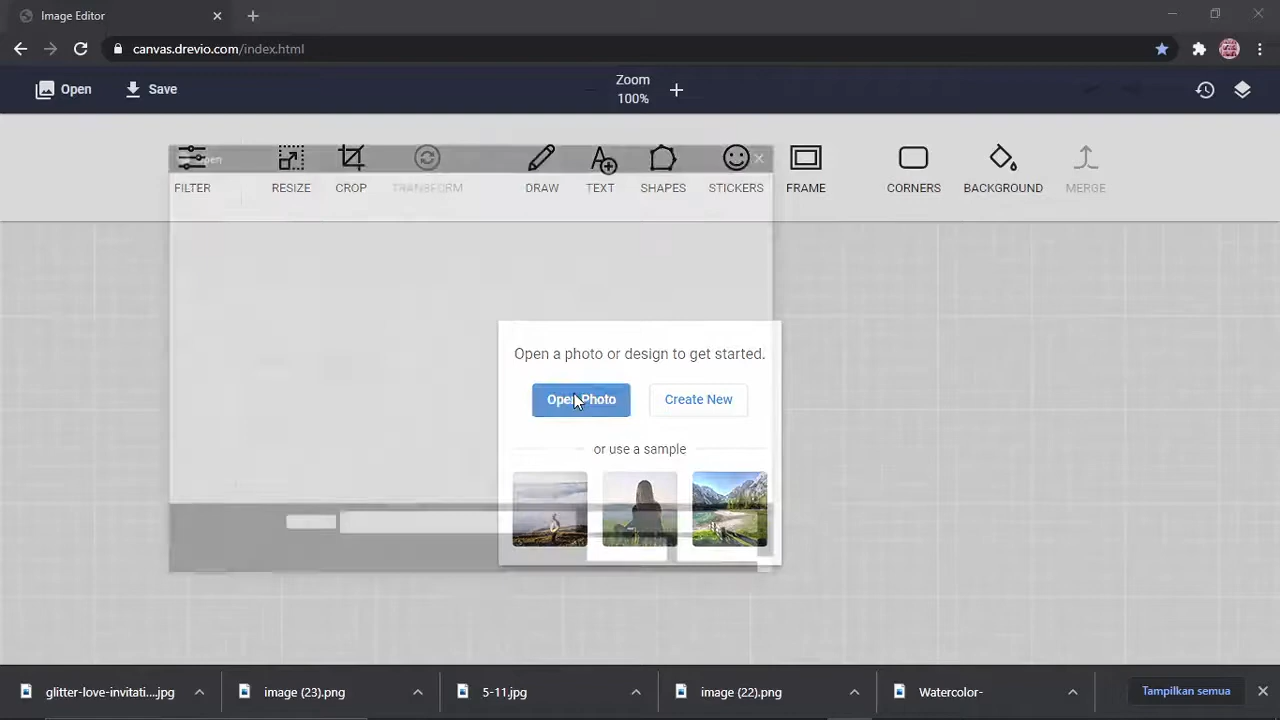 Image Editor
canvas.drevio.com/index.html
Open
Save
Zoom
100%
Open
FILTER
RESIZE
CROP
TRANSFORM
DRAW
TEXT
SHAPES
STICKERS
FRAME
CORNERS
BACKGROUND
MERGE
Open a photo or design to get started.
Open Photo
Create New
or use a sample
glitter-love-invitati....jpg
image (23).png
5-11.jpg
image (22).png
Watercolor-
Tampilkan semua